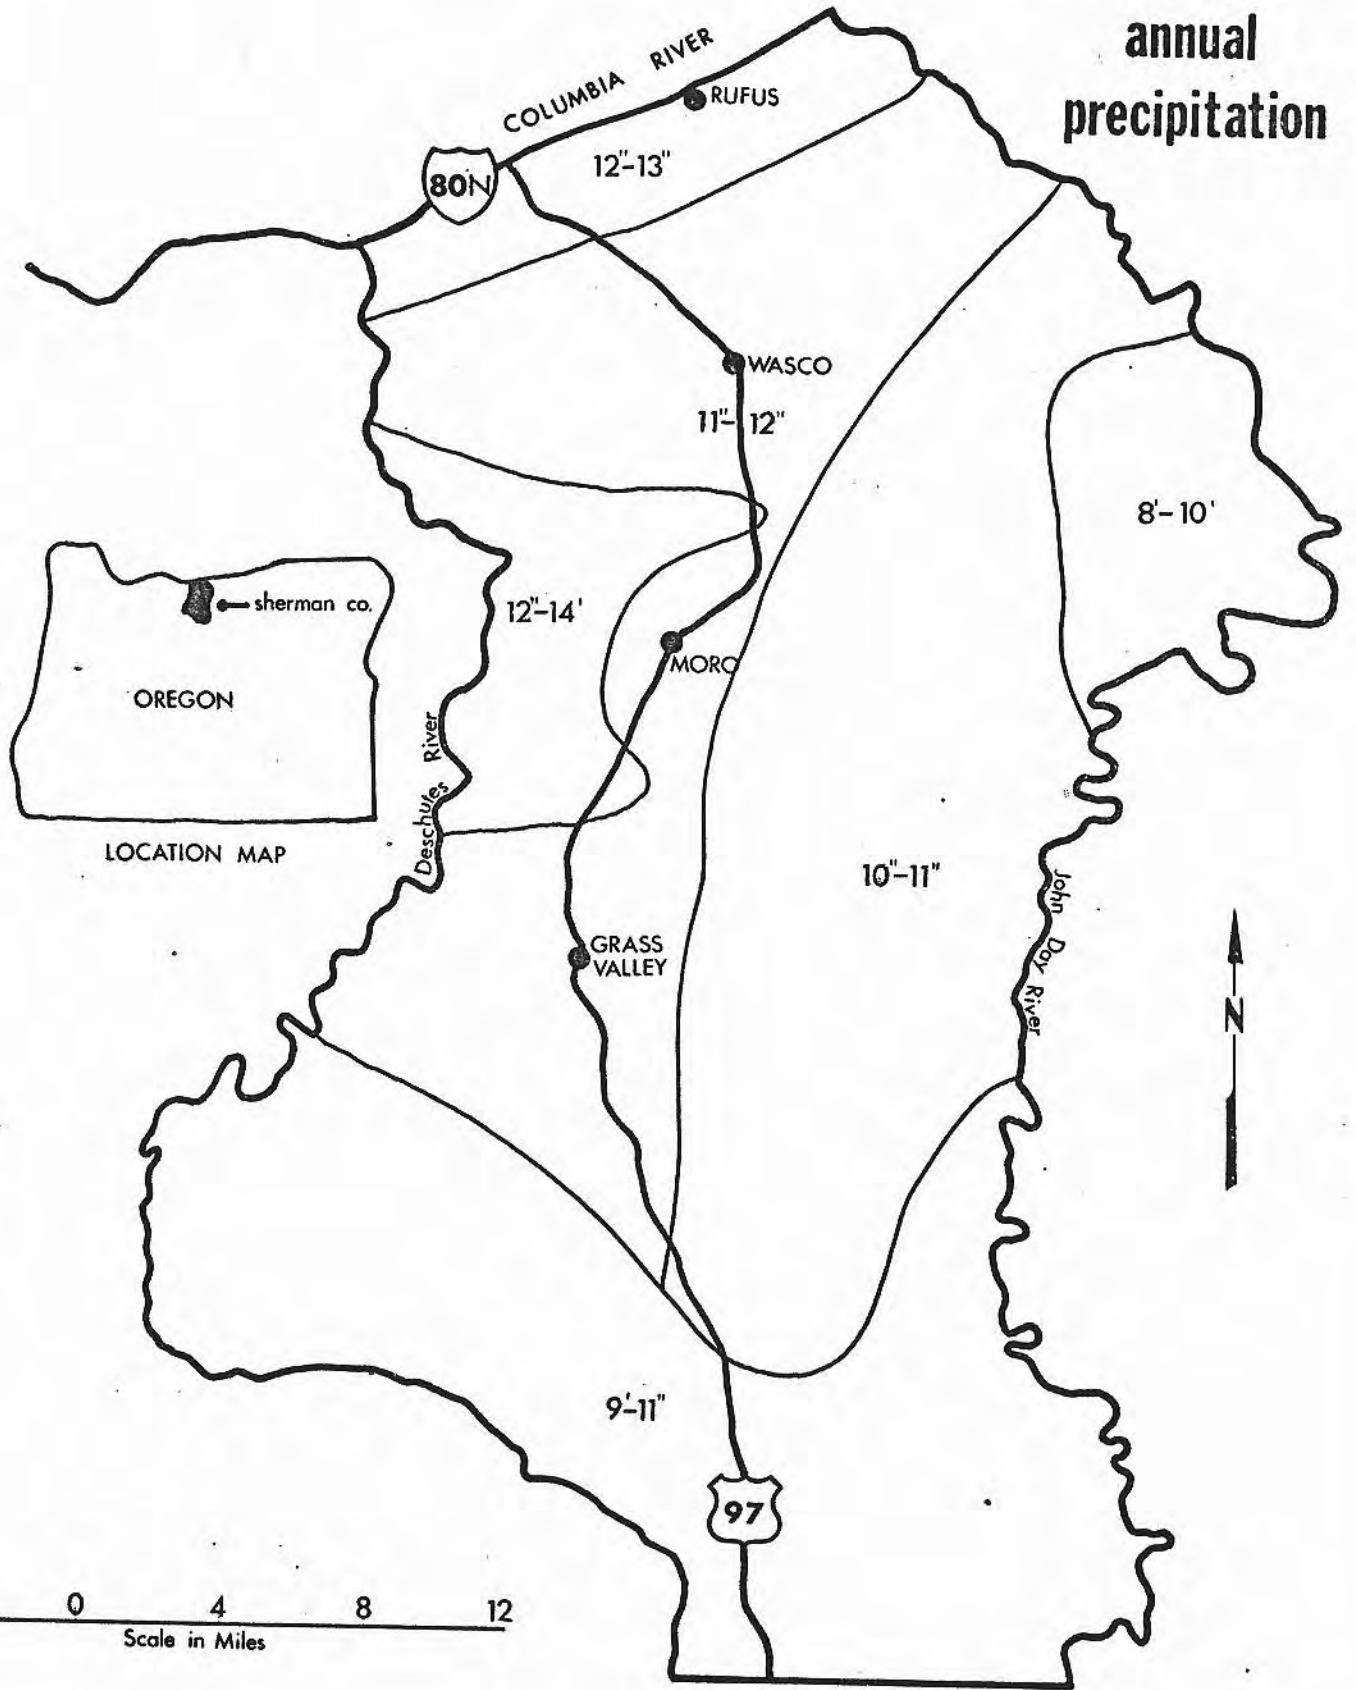 annual
precipitation
COLUMBIA RIVER
RUFUS
80N
12"-13"
WASCO
11"- 12"
8'-10'
sherman co.
12"-14'
OREGON
MORO
Deschutes River
LOCATION MAP
10"-11"
John Day River
GRASS
VALLEY
N
9'-11"
97
0 4 8 12
Scale in Miles